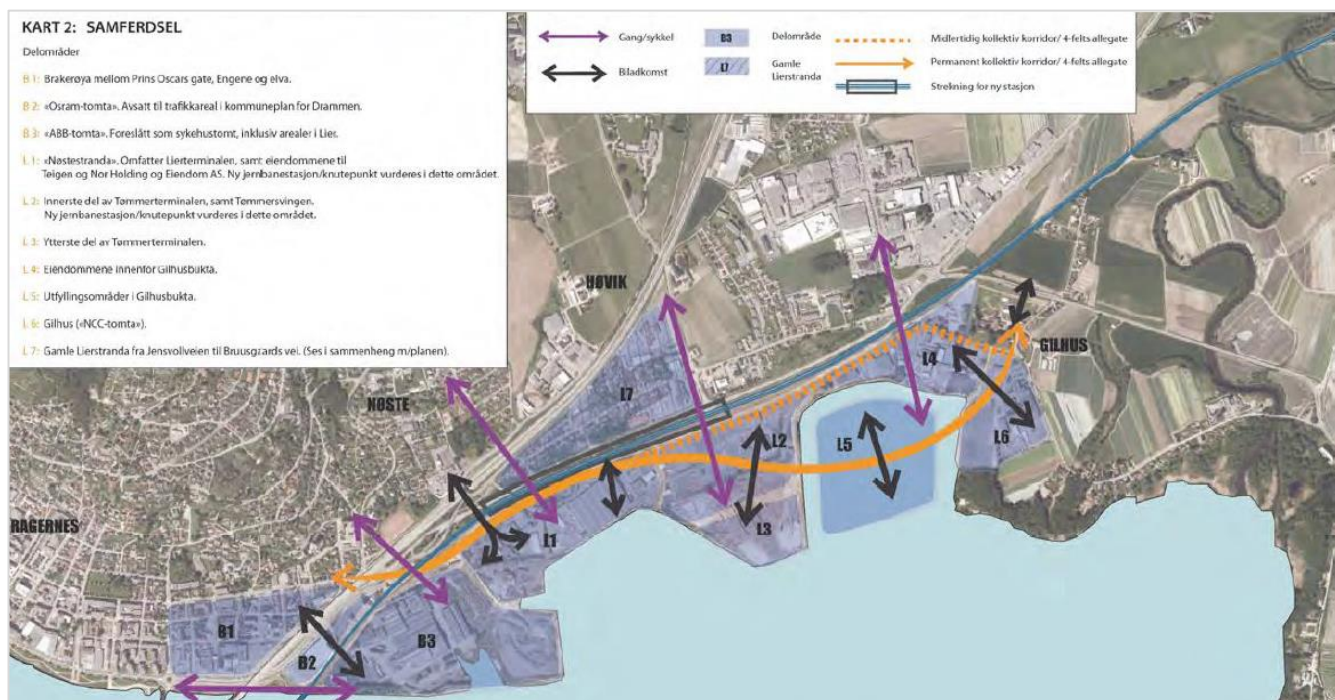 KART 2: SAMFERDSEL
Delområder
B 1: Brakerøya mellom Prins Oscars gate, Engene og elva.
B 2: «Osram-tomta». Avsatt til trafikkareal i kommuneplan for Drammen.
B 3: «ABB-tomta». Foreslått som sykehustomt, inklusiv arealer i Lier.
L 1: «Nøstestranda». Omfatter Lierterminalen, samt eiendommene til
Teigen og Nor Holding og Eiendom AS. Ny jernbanestasjon/knutepunkt vurderes i dette området.
L 2: Innerste del av Tømmerterminalen, samt Tømmersvingen.
Ny jernbanestasjon/knutepunkt vurderes i dette området.
L 3: Ytterste del av Tømmerterminalen.
L 4: Eiendommene innenfor Gilhusbukta.
L 5: Utfyllingsområder i Gilhusbukta.
L 6: Gilhus («NCC-tomta»).
L 7: Gamle Lierstranda fra Jensvollveien til Bruusgaards vei. (Ses i sammenheng m/planen).
Gang/sykkel
Biladkomst
B3
Delområde
L7
Gamle
Lierstranda
Midlertidig kollektiv korridor/ 4-felts allegate
Permanent kollektiv korridor/ 4-felts allegate
Strekning for ny stasjon
HØVIK
GILHUS
L4
L7
NØSTE
L2
L5
L6
RAGERNES
L1
L3
B1
B3
B2